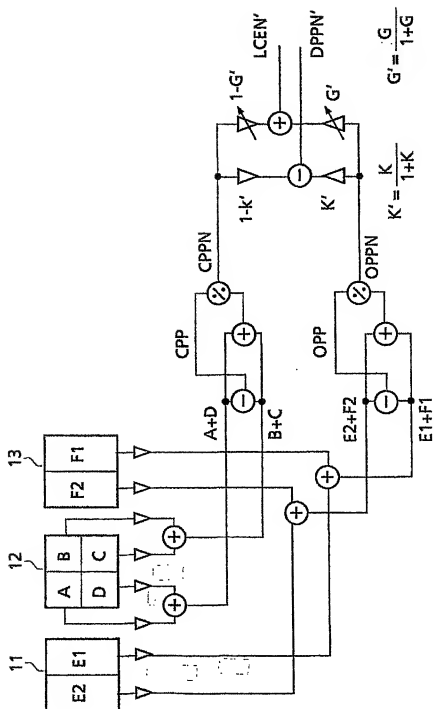 11
E2 E1
12
A B
D C
13
F2 F1
A+D
B+C
CPP
CPPN
E2+F2
E1+F1
OPP
OPPN
1-k'
K'
1-G'
G'
LCEN'
DPPN'
K' = K / 1+K
G' = G / 1+G
+
+
+
+
−
+
−
+
%
%
−
+